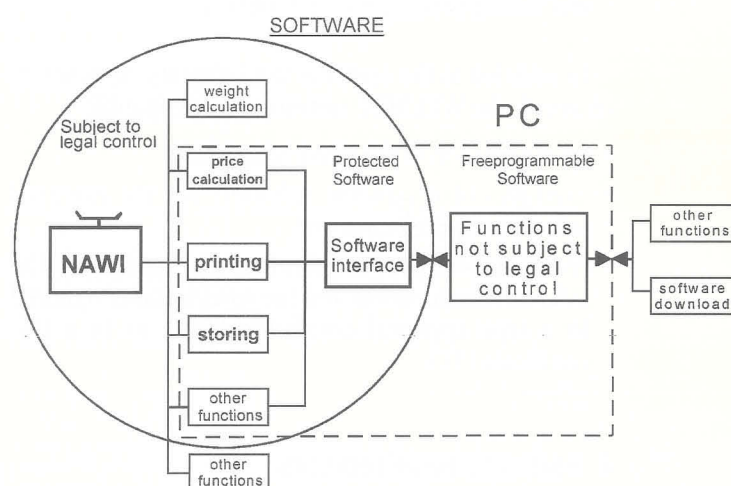 SOFTWARE
weight
calculation
PC
Subject to
legal control
price
calculation
Protected
Software
Freeprogrammable
Software
NAWI
printing
Software
interface
Functions
not subject
to legal
control
other
functions
software
download
storing
other
functions
other
functions